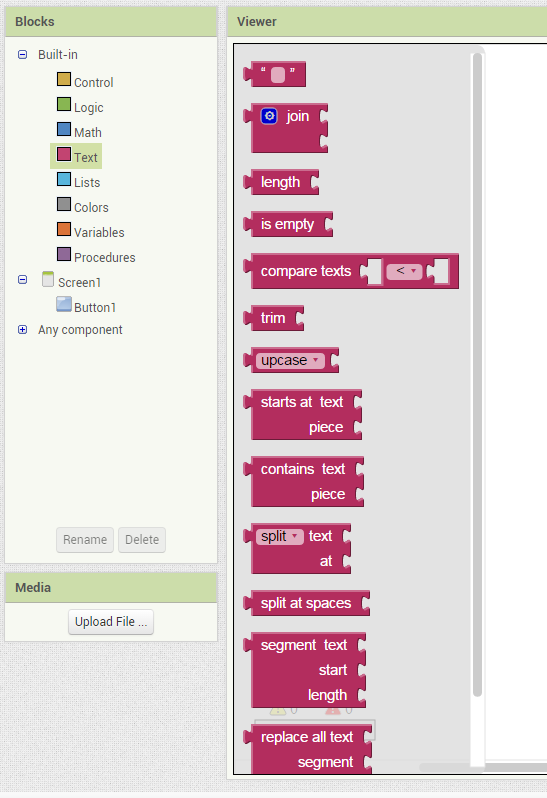 Blocks
Viewer
Built-in
Control
Logic
Math
Text
Lists
Colors
Variables
Procedures
Screen1
Button1
Any component
Rename Delete
Media
Upload File ...
" "
join
length
is empty
compare texts <
trim
upcase
starts at text
piece
contains text
piece
split text
at
split at spaces
segment text
start
length
0 0
replace all text
segment